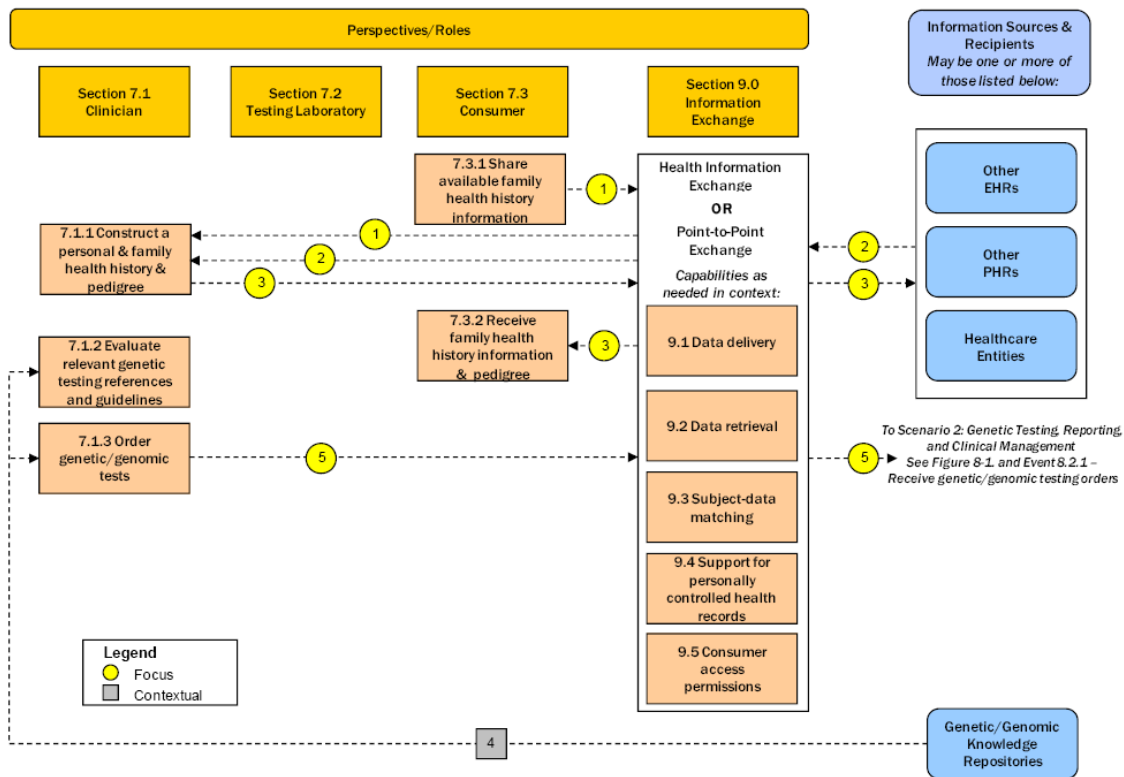 Perspectives/Roles
Information Sources &
Recipients
May be one or more of
those listed below:
Section 7.1
Clinician
Section 7.2
Testing Laboratory
Section 7.3
Consumer
Section 9.0
Information
Exchange
7.3.1 Share
available family
health history
information
1
Health Information
Exchange
OR
Point-to-Point
Exchange
Capabilities as
needed in context:
Other
EHRs
7.1.1 Construct a
personal & family
health history &
pedigree
1
2
3
2
3
Other
PHRs
7.3.2 Receive
family health
history information
& pedigree
3
9.1 Data delivery
Healthcare
Entities
7.1.2 Evaluate
relevant genetic
testing references
and guidelines
7.1.3 Order
genetic/genomic
tests
5
9.2 Data retrieval
5
To Scenario 2: Genetic Testing, Reporting,
and Clinical Management
See Figure 8-1. and Event 8.2.1 –
Receive genetic/genomic testing orders
9.3 Subject-data
matching
9.4 Support for
personally
controlled health
records
9.5 Consumer
access
permissions
Legend
Focus
Contextual
4
Genetic/Genomic
Knowledge
Repositories